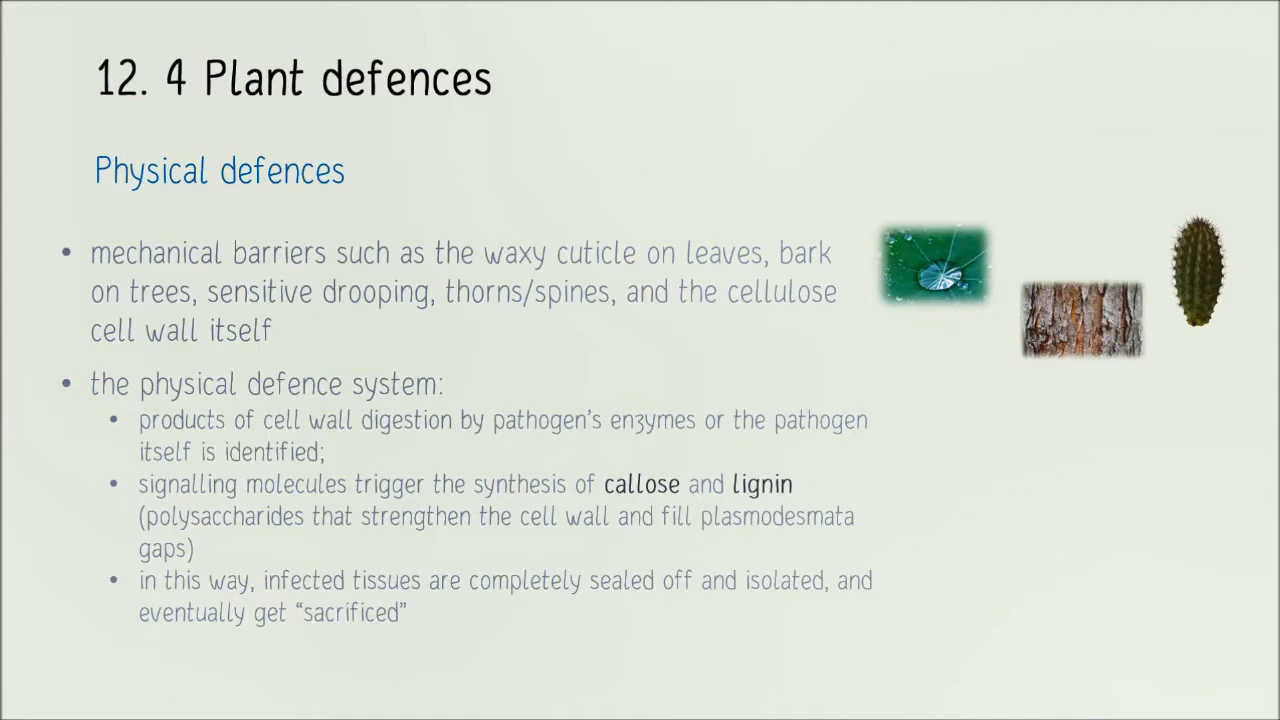 12. 4 Plant defences
Physical defences
• mechanical barriers such as the waxy cuticle on leaves, bark
on trees, sensitive drooping, thorns/spines, and the cellulose
cell wall itself
• the physical defence system:
• products of cell wall digestion by pathogen's enzymes or the pathogen
itself is identified;
• signalling molecules trigger the synthesis of callose and lignin
(polysaccharides that strengthen the cell wall and fill plasmodesmata
gaps)
• in this way, infected tissues are completely sealed off and isolated, and
eventually get “sacrificed”